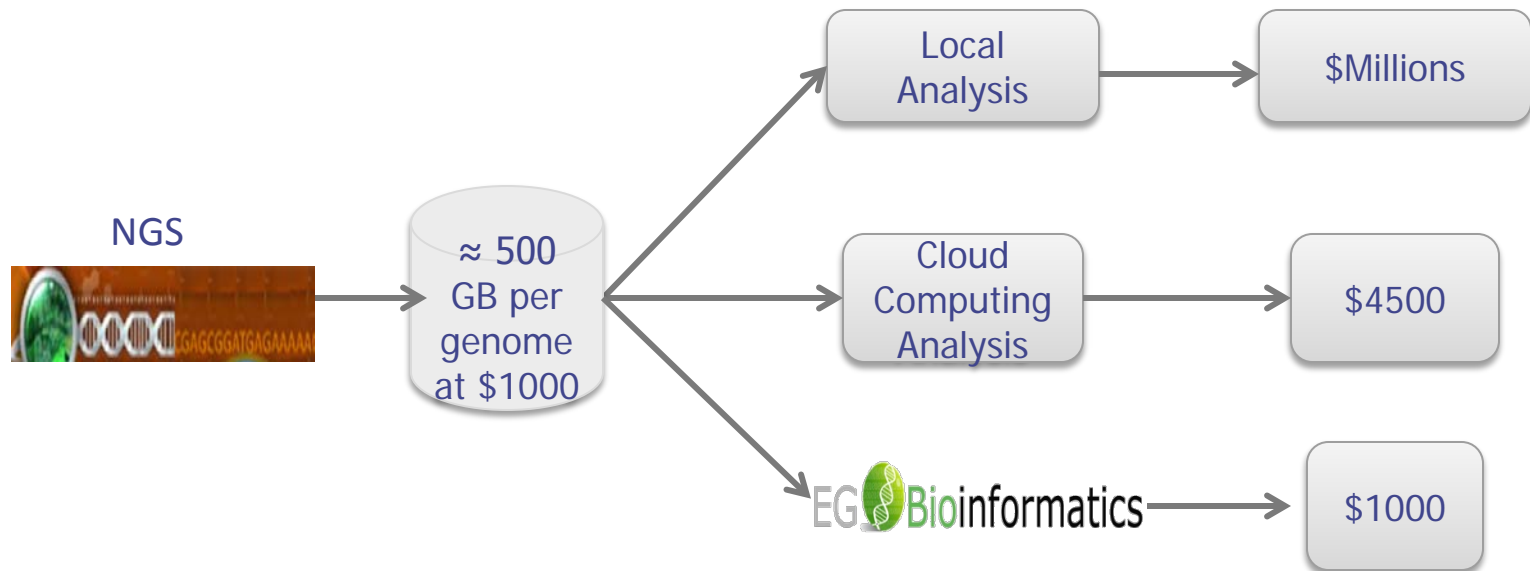 NGS
CGAGCGGATGAGAAAAA
≈ 500
GB per
genome
at $1000
Local
Analysis
$Millions
Cloud
Computing
Analysis
$4500
EG Bioinformatics
$1000